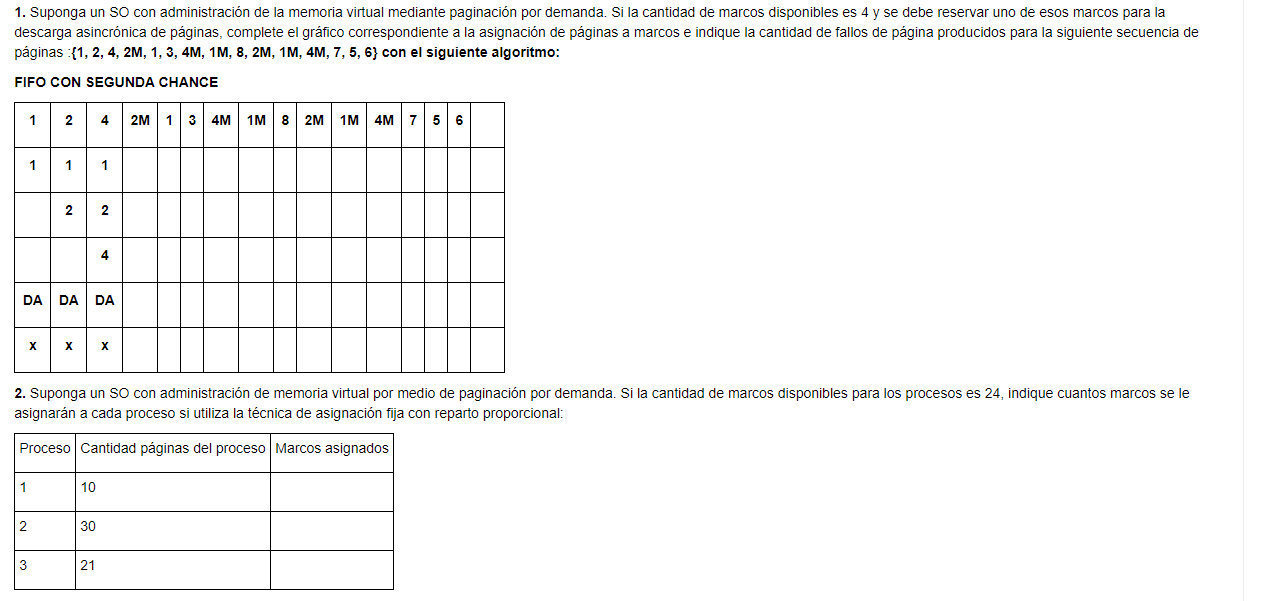 1. Suponga un SO con administración de la memoria virtual mediante paginación por demanda. Si la cantidad de marcos disponibles es 4 y se debe reservar uno de esos marcos para la
descarga asincrónica de páginas, complete el gráfico correspondiente a la asignación de páginas a marcos e indique la cantidad de fallos de página producidos para la siguiente secuencia de
páginas :{1, 2, 4, 2M, 1, 3, 4M, 1M, 8, 2M, 1M, 4M, 7, 5, 6} con el siguiente algoritmo:
FIFO CON SEGUNDA CHANCE
1 2 4 2M 1 3 4M 1M 8 2M 1M 4M 7 5 6
1 1 1
2 2
4
DA DA DA
x x x
2. Suponga un SO con administración de memoria virtual por medio de paginación por demanda. Si la cantidad de marcos disponibles para los procesos es 24, indique cuantos marcos se le
asignarán a cada proceso si utiliza la técnica de asignación fija con reparto proporcional:
Proceso Cantidad páginas del proceso Marcos asignados
1 10
2 30
3 21